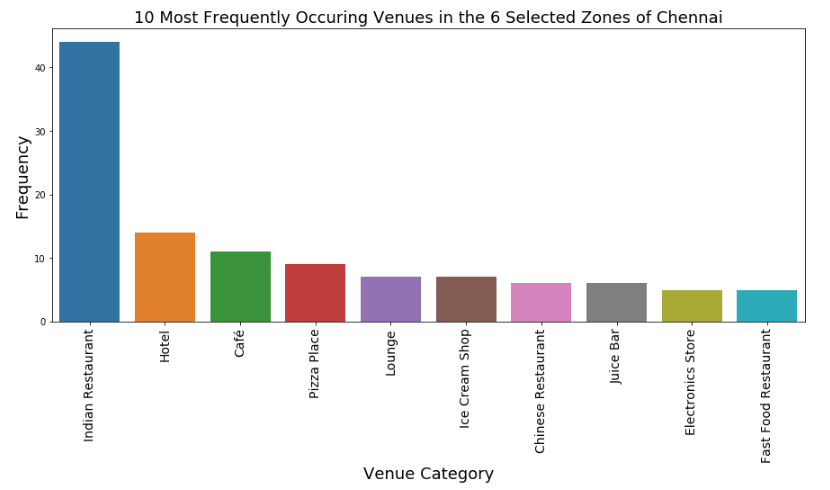 10 Most Frequently Occuring Venues in the 6 Selected Zones of Chennai
Frequency
40
30
20
10
0
Indian Restaurant
Hotel
Café
Pizza Place
Lounge
Ice Cream Shop
Chinese Restaurant
Juice Bar
Electronics Store
Fast Food Restaurant
Venue Category